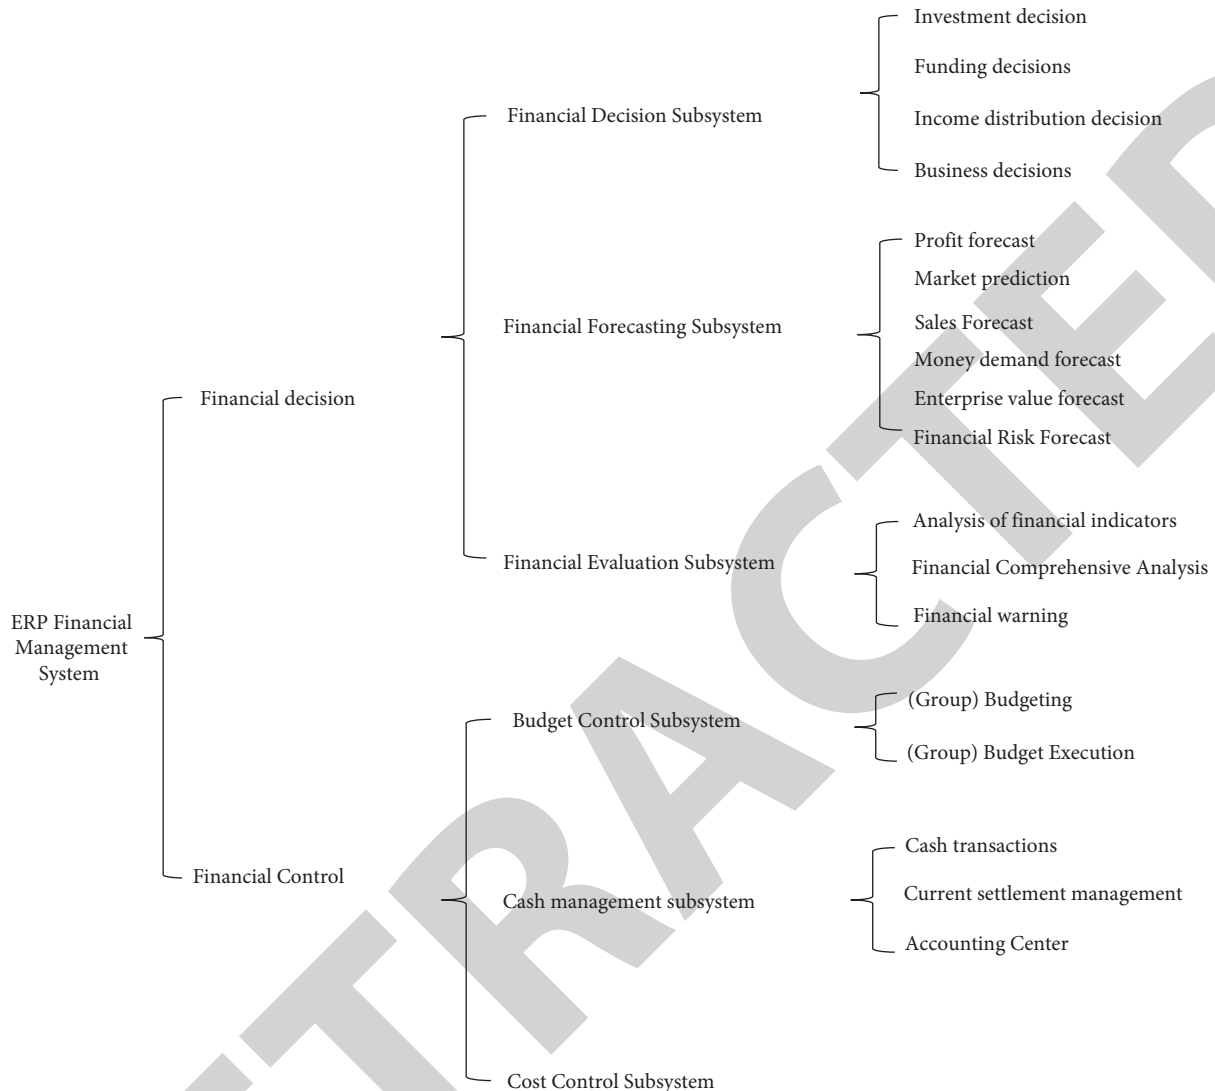 Investment decision
Funding decisions
Financial Decision Subsystem
Income distribution decision
Business decisions
Profit forecast
Market prediction
Sales Forecast
Financial Forecasting Subsystem
Money demand forecast
Financial decision
Enterprise value forecast
Financial Risk Forecast
Analysis of financial indicators
Financial Evaluation Subsystem
Financial Comprehensive Analysis
Financial warning
ERP Financial
Management
System
(Group) Budgeting
Budget Control Subsystem
(Group) Budget Execution
Cash transactions
Financial Control
Current settlement management
Cash management subsystem
Accounting Center
Cost Control Subsystem